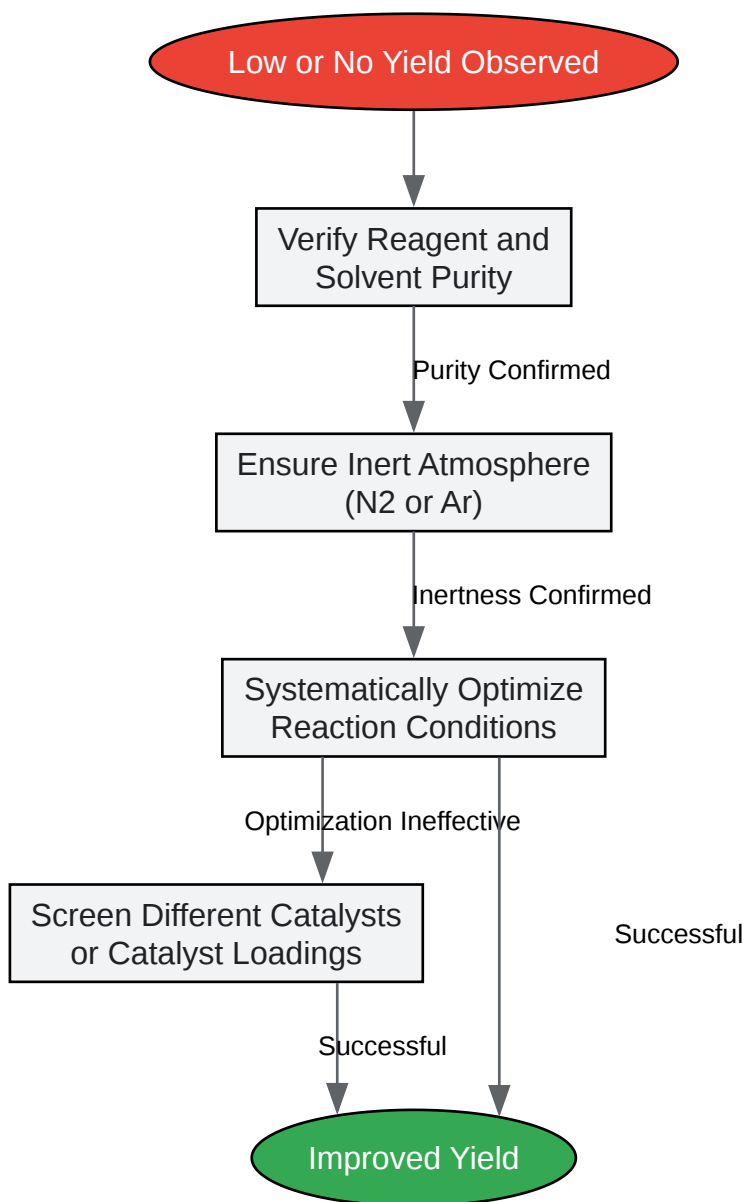 Low or No Yield Observed
Verify Reagent and
Solvent Purity
Purity Confirmed
Ensure Inert Atmosphere
(N2 or Ar)
Inertness Confirmed
Systematically Optimize
Reaction Conditions
Optimization Ineffective
Screen Different Catalysts
or Catalyst Loadings
Successful
Successful
Improved Yield